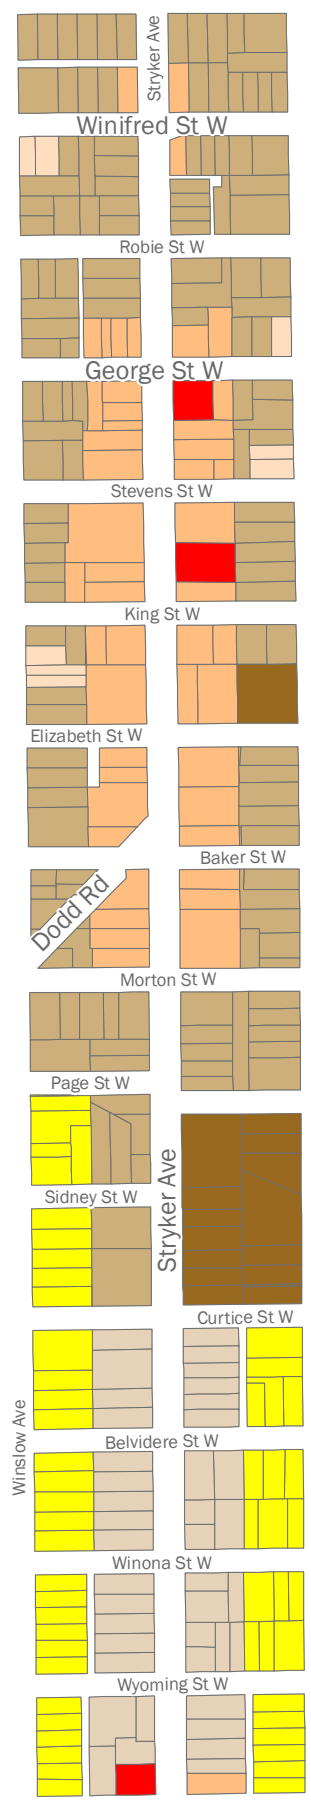 Stryker Ave
Winifred St W
Robie St W
George St W
Stevens St W
King St W
Elizabeth St W
Baker St W
Dodd Rd
Morton St W
Page St W
Stryker Ave
Sidney St W
Curtice St W
Winslow Ave
Belvidere St W
Winona St W
Wyoming St W